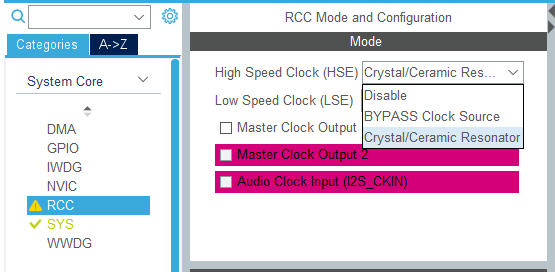 Categories
A->Z
System Core
DMA
GPIO
IWDG
NVIC
RCC
SYS
WWDG
RCC Mode and Configuration
Mode
High Speed Clock (HSE)
Crystal/Ceramic Res...
Disable
BYPASS Clock Source
Crystal/Ceramic Resonator
Low Speed Clock (LSE)
Master Clock Output
Master Clock Output 2
Audio Clock Input (I2S_CKIN)